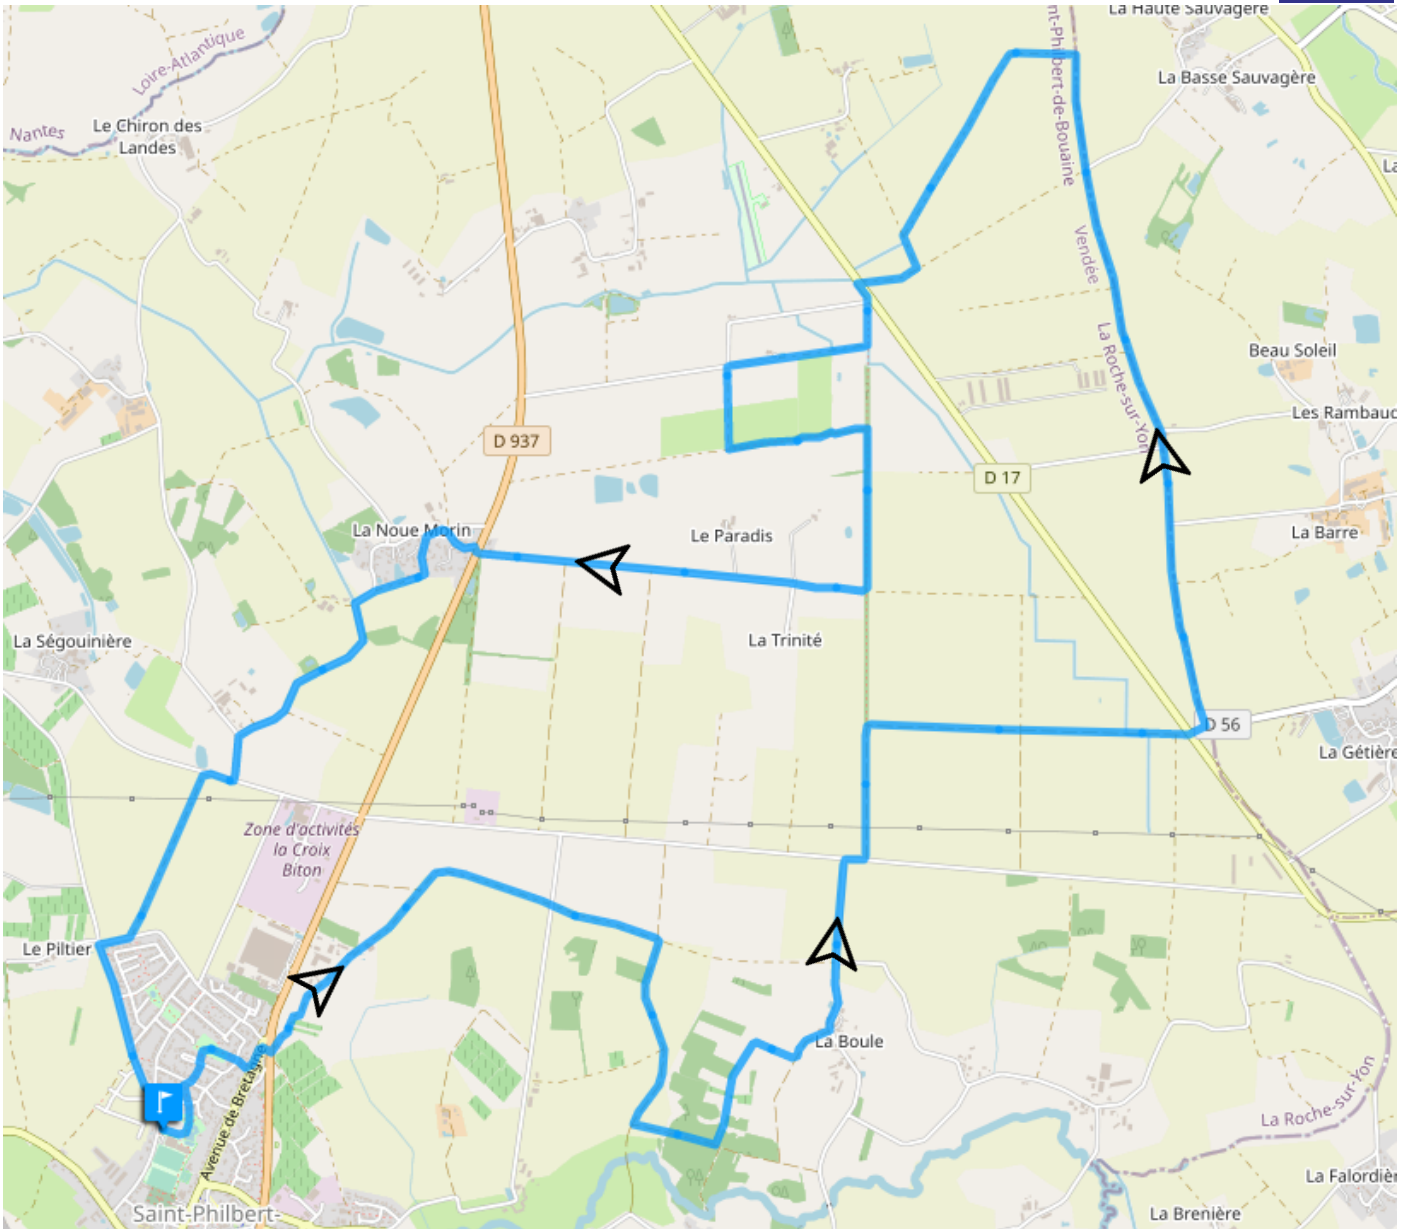 La Haute Sauvagère
Loire-Atlantique
Nantes
Le Chiron des
Landes
La Basse Sauvagère
nt-Philbert-de-Bouaine
Vendée
La Roche-sur-Yon
Beau Soleil
Les Rambaud
D 937
D 17
La Noue Morin
Le Paradis
La Barre
La Ségouinière
La Trinité
D 56
La Gétière
Zone d'activités
la Croix
Biton
Le Piltier
La Boule
Avenue de Bretagne
La Roche-sur-Yon
La Falordièr
La Brenière
Saint-Philbert-